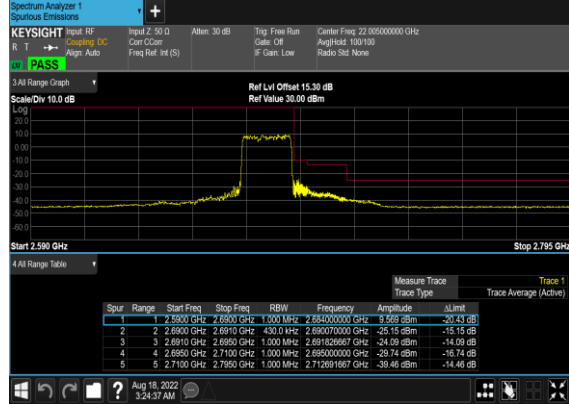 Spectrum Analyzer 1
Spurious Emissions
+
KEYSIGHT Input: RF Input Z: 50 Ω Atten: 30 dB Trig: Free Run Center Freq: 22.005000000 GHz
R T Coupling: DC Corr CCorr Gate: Off Avg|Hold: 100/100
Align: Auto Freq Ref: Int (S) IF Gain: Low Radio Std: None
PASS
3 All Range Graph
Ref Lvl Offset 15.30 dB
Scale/Div 10.0 dB Ref Value 30.00 dBm
Log
20.0
10.0
0.00
-10.0
-20.0
-30.0
-40.0
-50.0
-60.0
Start 2.590 GHz Stop 2.795 GHz
4 All Range Table
Measure Trace Trace 1
Trace Type Trace Average (Active)
Spur Range Start Freq Stop Freq RBW Frequency Amplitude ΔLimit
1 1 2.5900 GHz 2.6900 GHz 1.000 MHz 2.684000000 GHz 9.569 dBm -20.43 dB
2 2 2.6900 GHz 2.6910 GHz 430.0 kHz 2.690070000 GHz -25.15 dBm -15.15 dB
3 3 2.6910 GHz 2.6950 GHz 1.000 MHz 2.691826667 GHz -24.09 dBm -14.09 dB
4 4 2.6950 GHz 2.7100 GHz 1.000 MHz 2.695000000 GHz -29.74 dBm -16.74 dB
5 5 2.7100 GHz 2.7950 GHz 1.000 MHz 2.712691667 GHz -39.46 dBm -14.46 dB
?
Aug 18, 2022
3:24:37 AM